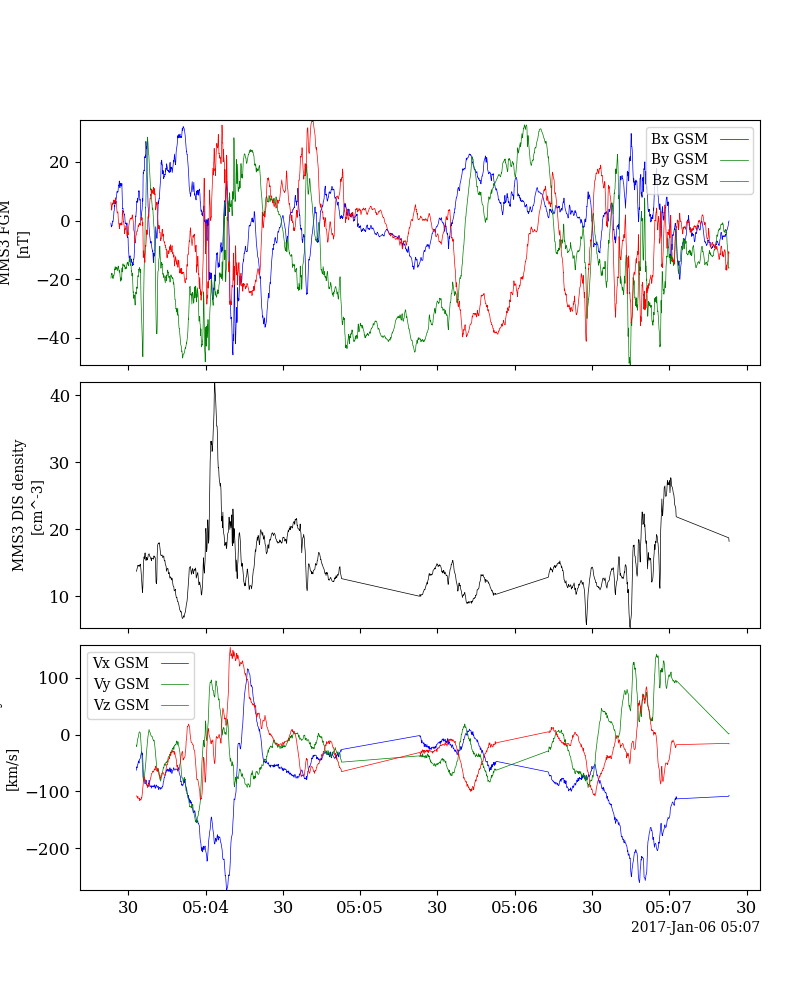 MMS3 FGM
[nT]
20
0
−20
−40
Bx GSM
By GSM
Bz GSM
MMS3 DIS density
[cm^-3]
40
30
20
10
[km/s]
100
0
−100
−200
Vx GSM
Vy GSM
Vz GSM
30 05:04 30 05:05 30 05:06 30 05:07 30
2017-Jan-06 05:07